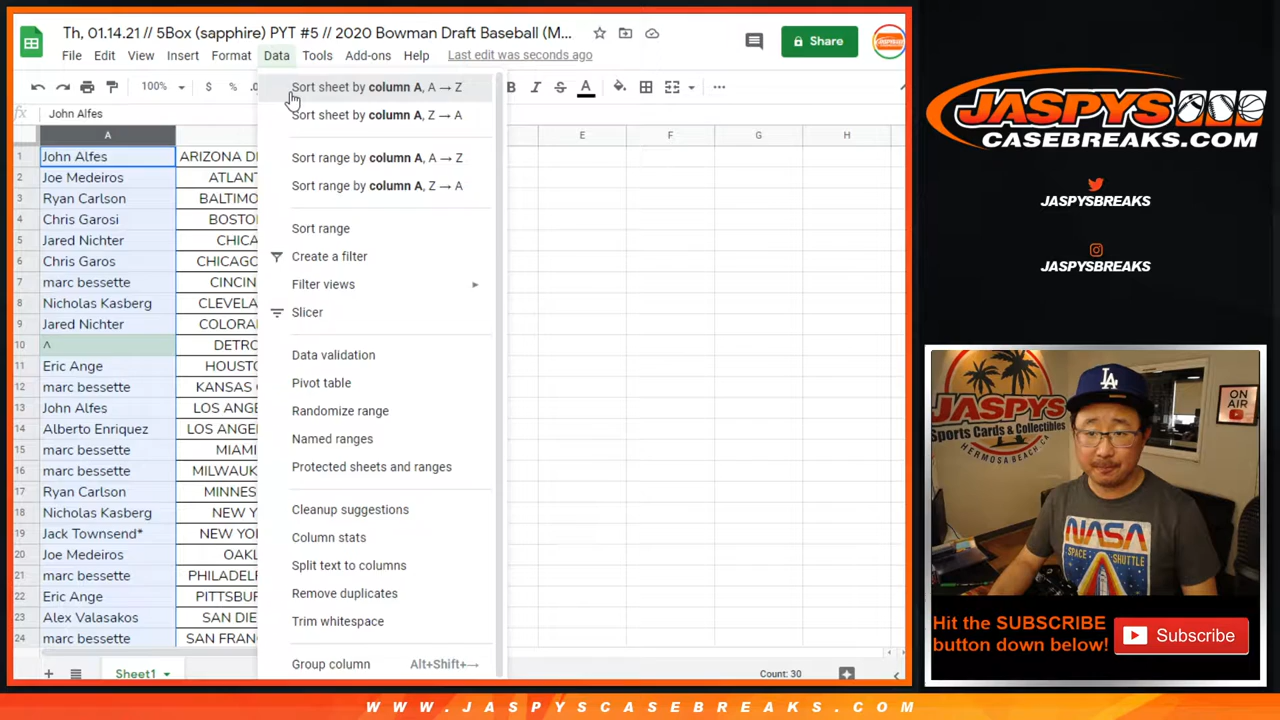 Th, 01.14.21 // 5Box (sapphire) PYT #5 // 2020 Bowman Draft Baseball (M...
File Edit View Insert Format Data Tools Add-ons Help Last edit was seconds ago
Share
100% $ % B I S A
John Alfes
A E F G H
1 John Alfes ARIZONA D
2 Joe Medeiros ATLANT
3 Ryan Carlson BALTIMO
4 Chris Garosi BOSTO
5 Jared Nichter CHICA
6 Chris Garos CHICAGO
7 marc bessette CINCIN
8 Nicholas Kasberg CLEVELA
9 Jared Nichter COLORA
10 ^ DETRO
11 Eric Ange HOUST
12 marc bessette KANSAS C
13 John Alfes LOS ANGE
14 Alberto Enriquez LOS ANGEL
15 marc bessette MIAMI
16 marc bessette MILWAUK
17 Ryan Carlson MINNES
18 Nicholas Kasberg NEW Y
19 Jack Townsend* NEW YO
20 Joe Medeiros OAKL
21 marc bessette PHILADELF
22 Eric Ange PITTSBUR
23 Alex Valasakos SAN DIE
24 marc bessette SAN FRAN
Sort sheet by column A, A → Z
Sort sheet by column A, Z → A
Sort range by column A, A → Z
Sort range by column A, Z → A
Sort range
Create a filter
Filter views
Slicer
Data validation
Pivot table
Randomize range
Named ranges
Protected sheets and ranges
Cleanup suggestions
Column stats
Split text to columns
Remove duplicates
Trim whitespace
Group column Alt+Shift+→
Sheet1
Count: 30
JASPYS
CASEBREAKS.COM
JASPYSBREAKS
JASPYSBREAKS
JASPYS
Sports Cards & Collectibles
HERMOSA BEACH, CA
ON AIR
LA
NASA
SPACE SHUTTLE
Hit the SUBSCRIBE
button down below!
Subscribe
WWW.JASPYSCASEBREAKS.COM